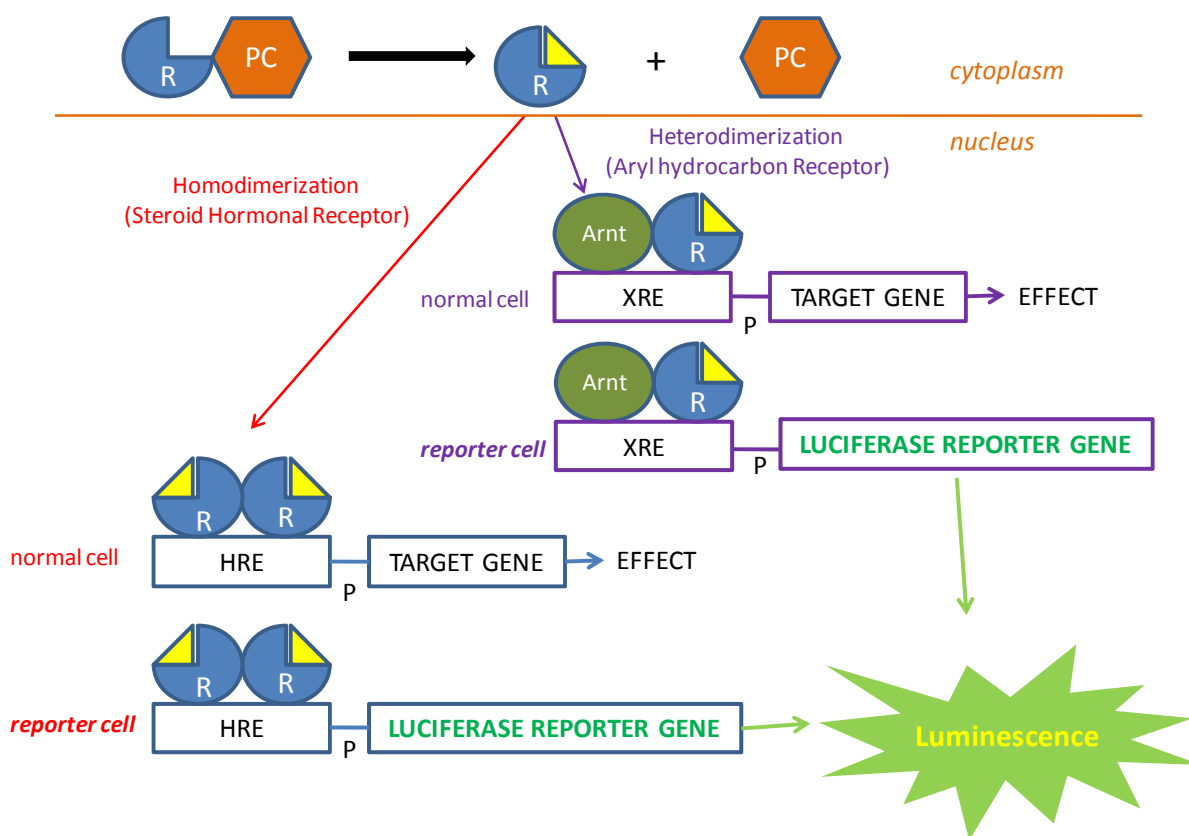 R
PC
R
+
PC
cytoplasm
nucleus
Heterodimerization
(Aryl hydrocarbon Receptor)
Homodimerization
(Steroid Hormonal Receptor)
Arnt
R
normal cell
XRE
P
TARGET GENE
EFFECT
Arnt
R
reporter cell
XRE
P
LUCIFERASE REPORTER GENE
R
R
normal cell
HRE
P
TARGET GENE
EFFECT
R
R
reporter cell
HRE
P
LUCIFERASE REPORTER GENE
Luminescence